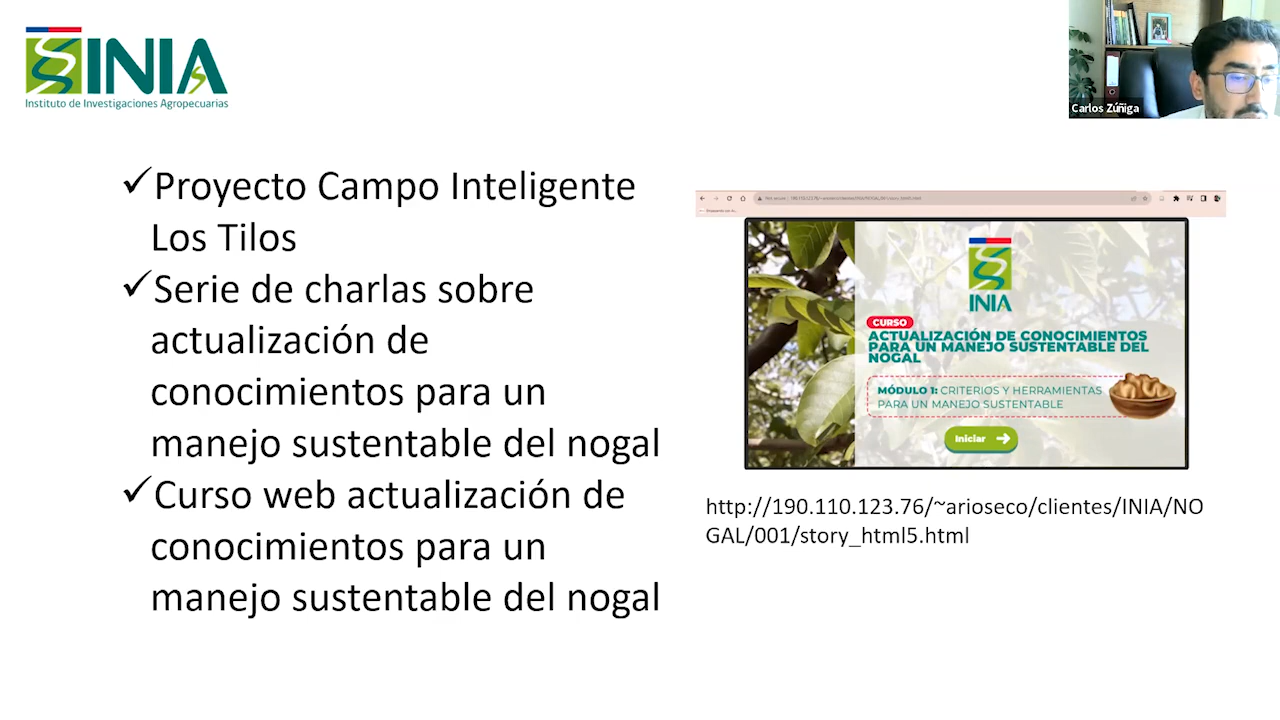 INIA
Instituto de Investigaciones Agropecuarias
Carlos Zúñiga
✓Proyecto Campo Inteligente
Los Tilos
✓Serie de charlas sobre
actualización de
conocimientos para un
manejo sustentable del nogal
✓Curso web actualización de
conocimientos para un
manejo sustentable del nogal
INIA
CURSO
ACTUALIZACIÓN DE CONOCIMIENTOS
PARA UN MANEJO SUSTENTABLE DEL
NOGAL
MÓDULO 1: CRITERIOS Y HERRAMIENTAS
PARA UN MANEJO SUSTENTABLE
Iniciar
http://190.110.123.76/~arioseco/clientes/INIA/NO
GAL/001/story_html5.html